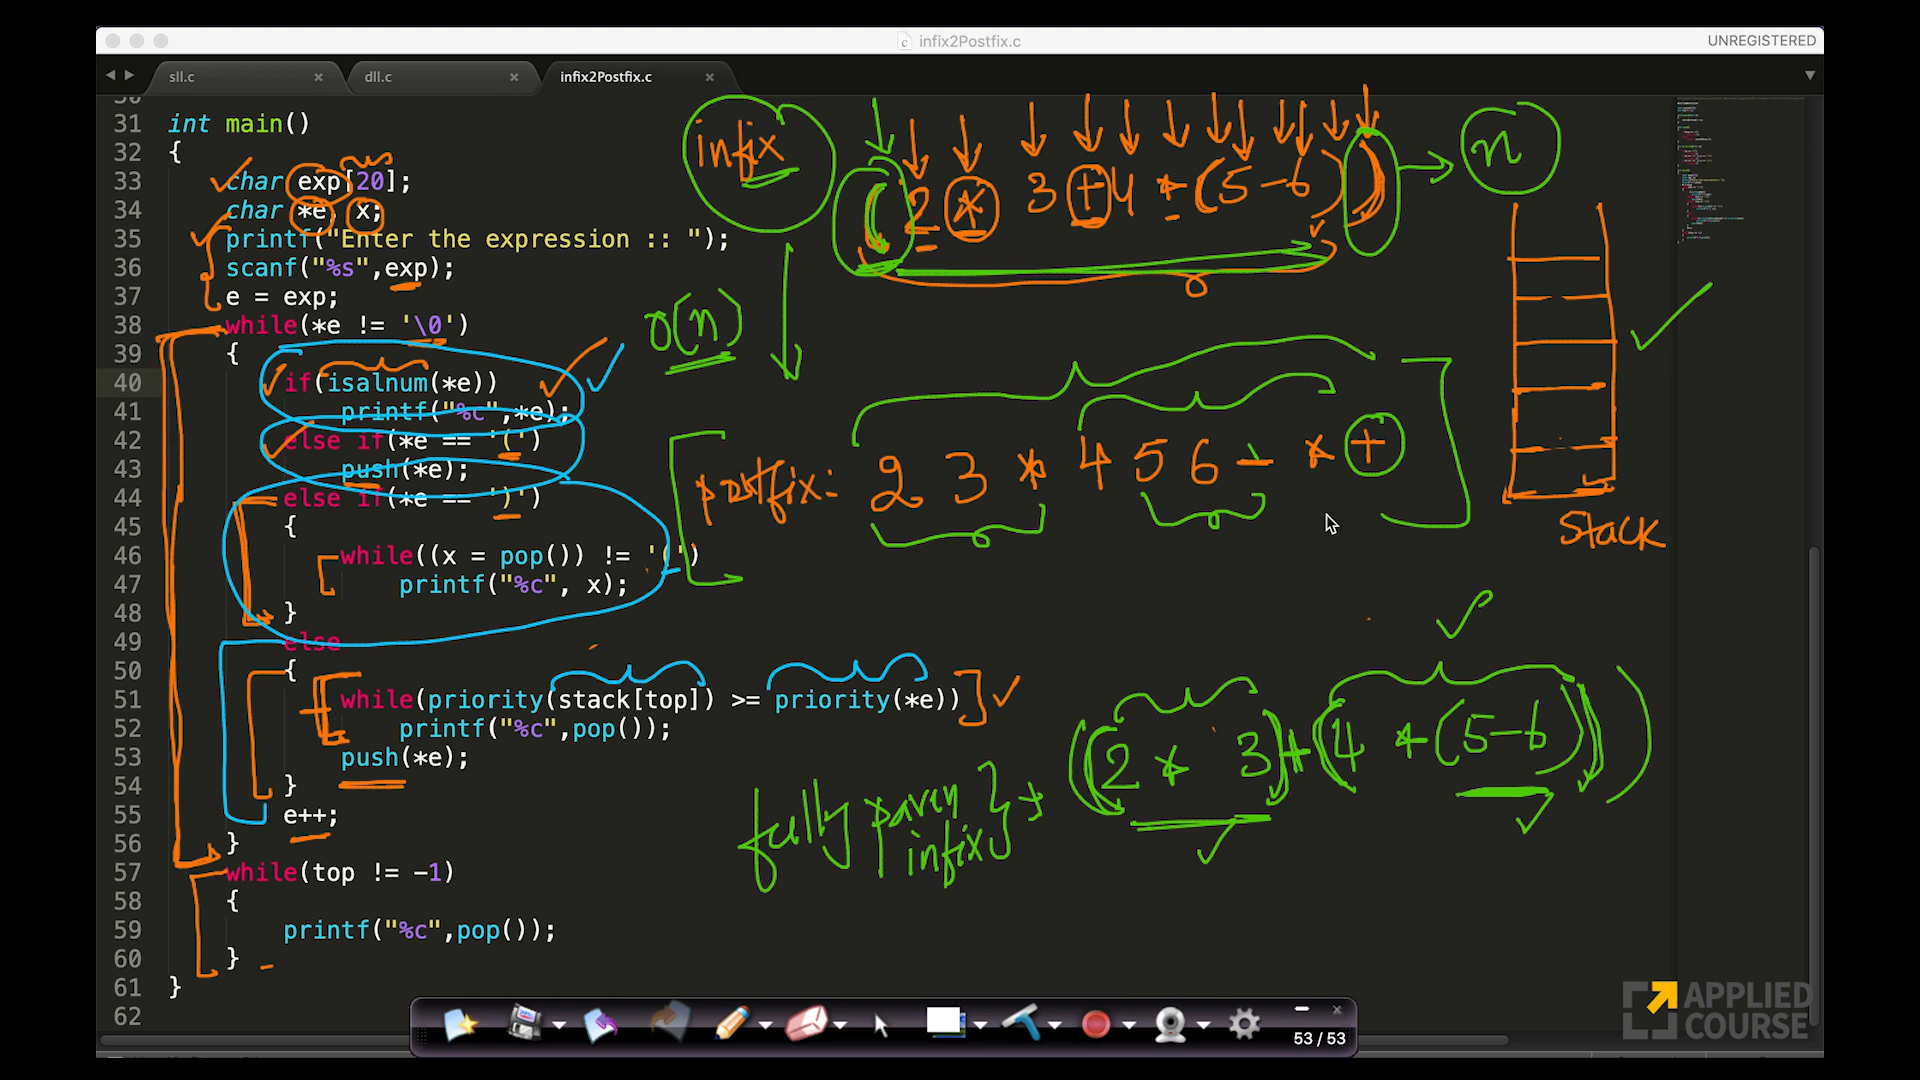 infix2Postfix.c
UNREGISTERED
sll.c × dll.c × infix2Postfix.c ×
30
31 int main()
32 {
33 char exp[20];
34 char *e, x;
35 printf("Enter the expression :: ");
36 scanf("%s",exp);
37 e = exp;
38 while(*e != '\0')
39 {
40 if(isalnum(*e))
41 printf("%c",*e);
42 else if(*e == '(')
43 push(*e);
44 else if(*e == ')')
45 {
46 while((x = pop()) != '(')
47 printf("%c", x);
48 }
49 else
50 {
51 while(priority(stack[top]) >= priority(*e))
52 printf("%c",pop());
53 push(*e);
54 }
55 e++;
56 }
57 while(top != -1)
58 {
59 printf("%c",pop());
60 }
61 }
62
infix
(2 * 3 + 4 * (5-6))
n
O(n)
postfix: 2 3 * 4 5 6 - * +
Stack
fully paren infix
((2 * 3)+(4 *(5-6)))
53 / 53
APPLIED
COURSE